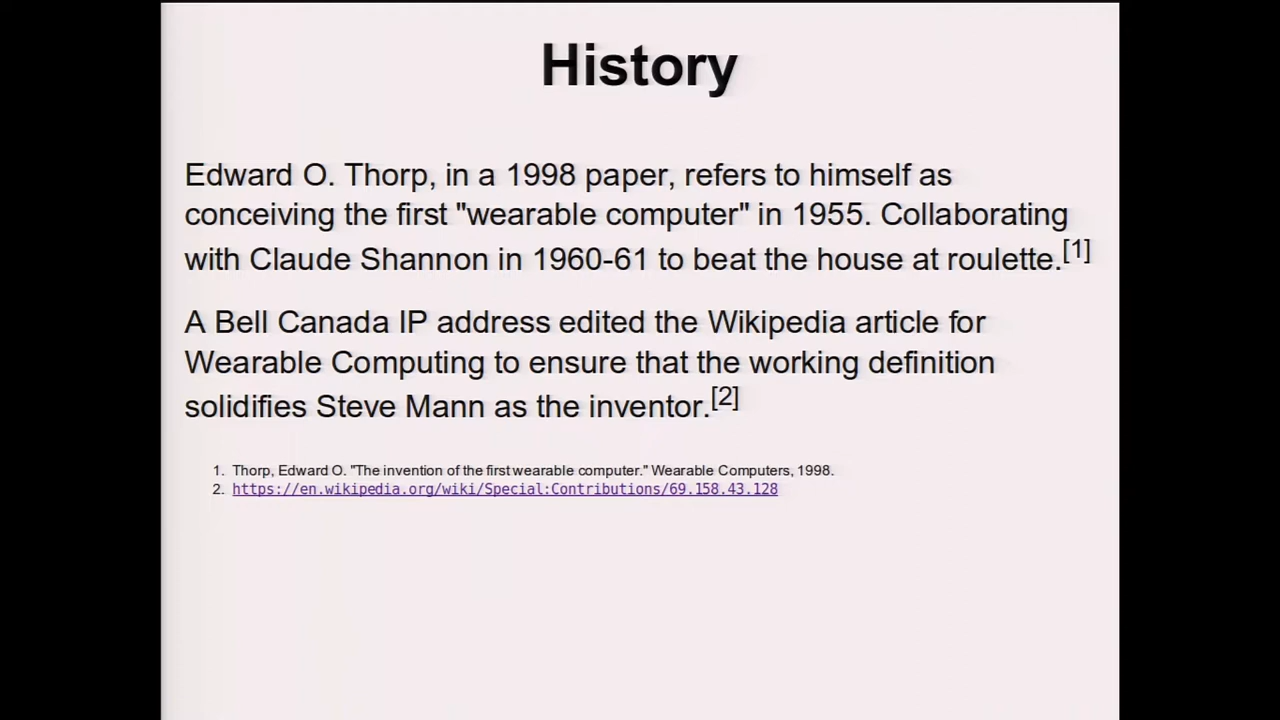 History
Edward O. Thorp, in a 1998 paper, refers to himself as
conceiving the first "wearable computer" in 1955. Collaborating
with Claude Shannon in 1960-61 to beat the house at roulette.[1]
A Bell Canada IP address edited the Wikipedia article for
Wearable Computing to ensure that the working definition
solidifies Steve Mann as the inventor.[2]
1. Thorp, Edward O. "The invention of the first wearable computer." Wearable Computers, 1998.
2. https://en.wikipedia.org/wiki/Special:Contributions/69.158.43.128